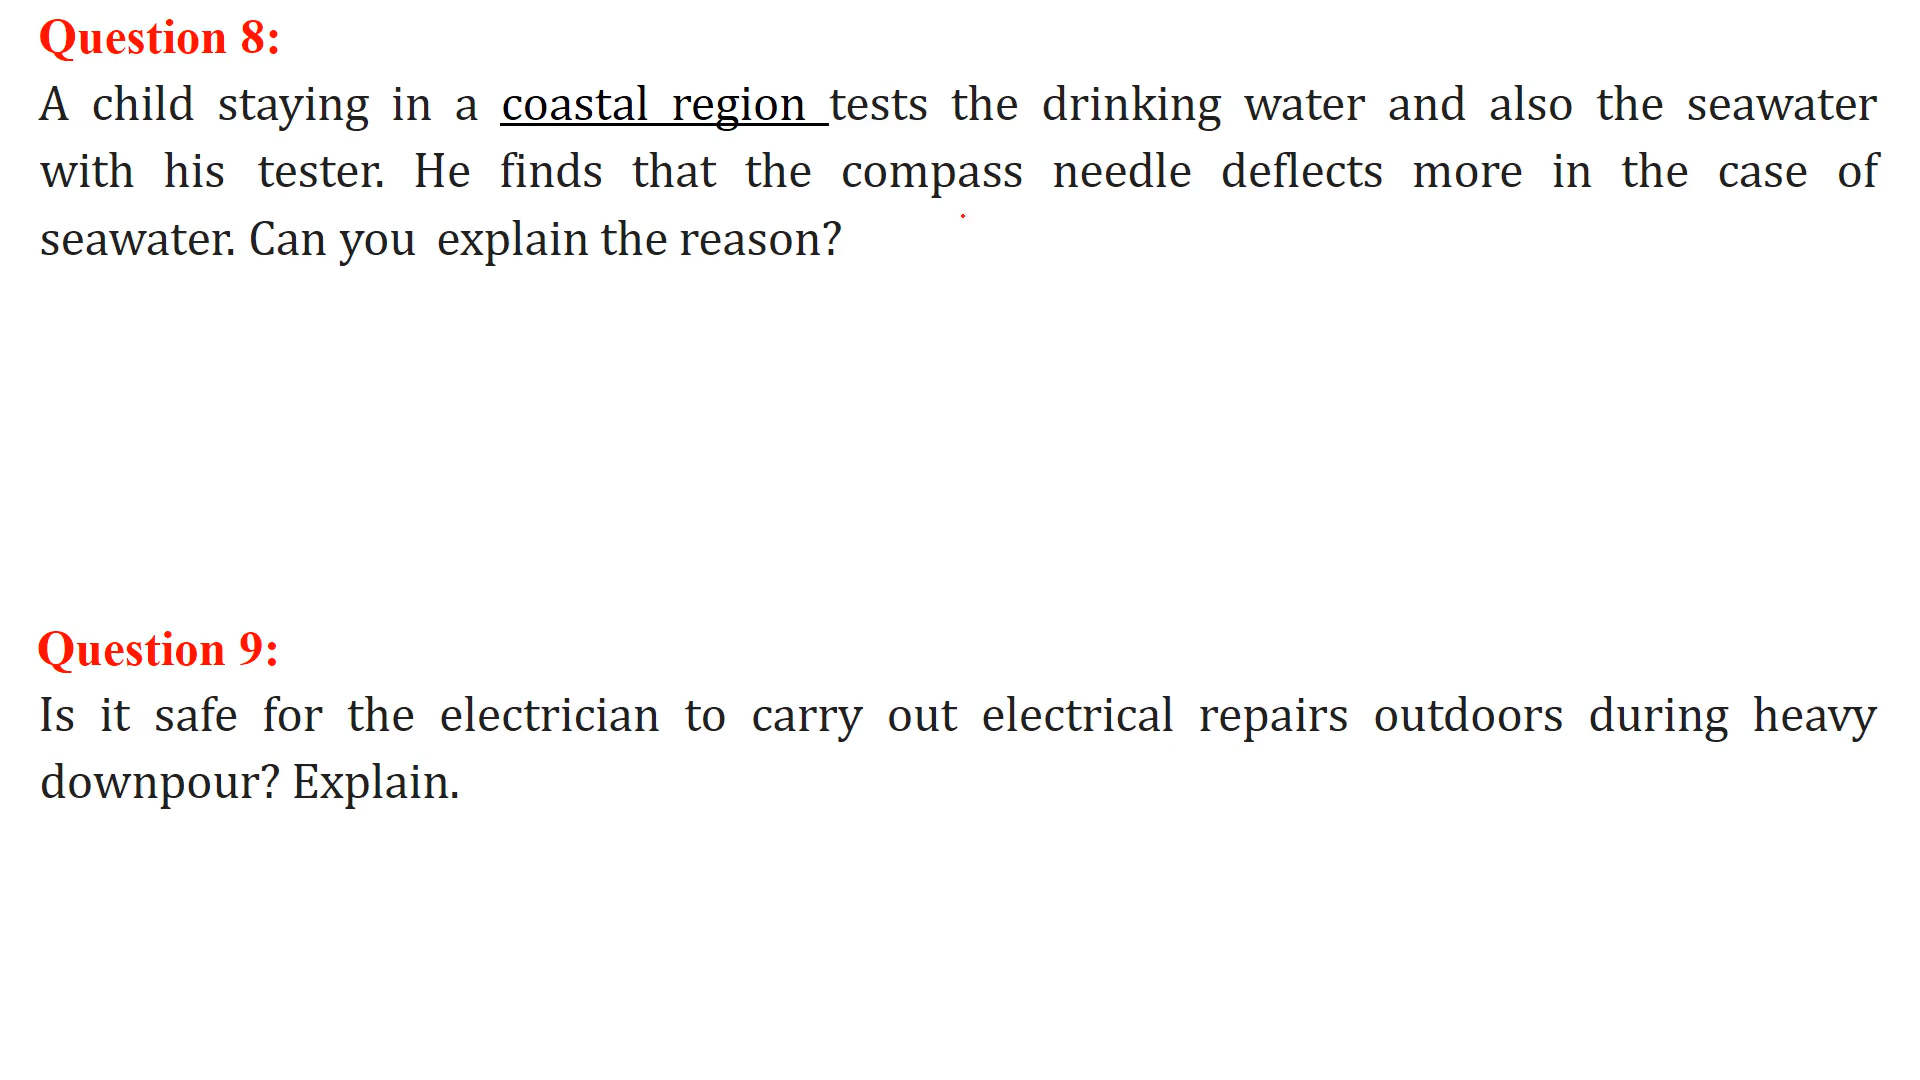 Question 8:
A child staying in a coastal region tests the drinking water and also the seawater
with his tester. He finds that the compass needle deflects more in the case of
seawater. Can you explain the reason?
Question 9:
Is it safe for the electrician to carry out electrical repairs outdoors during heavy
downpour? Explain.